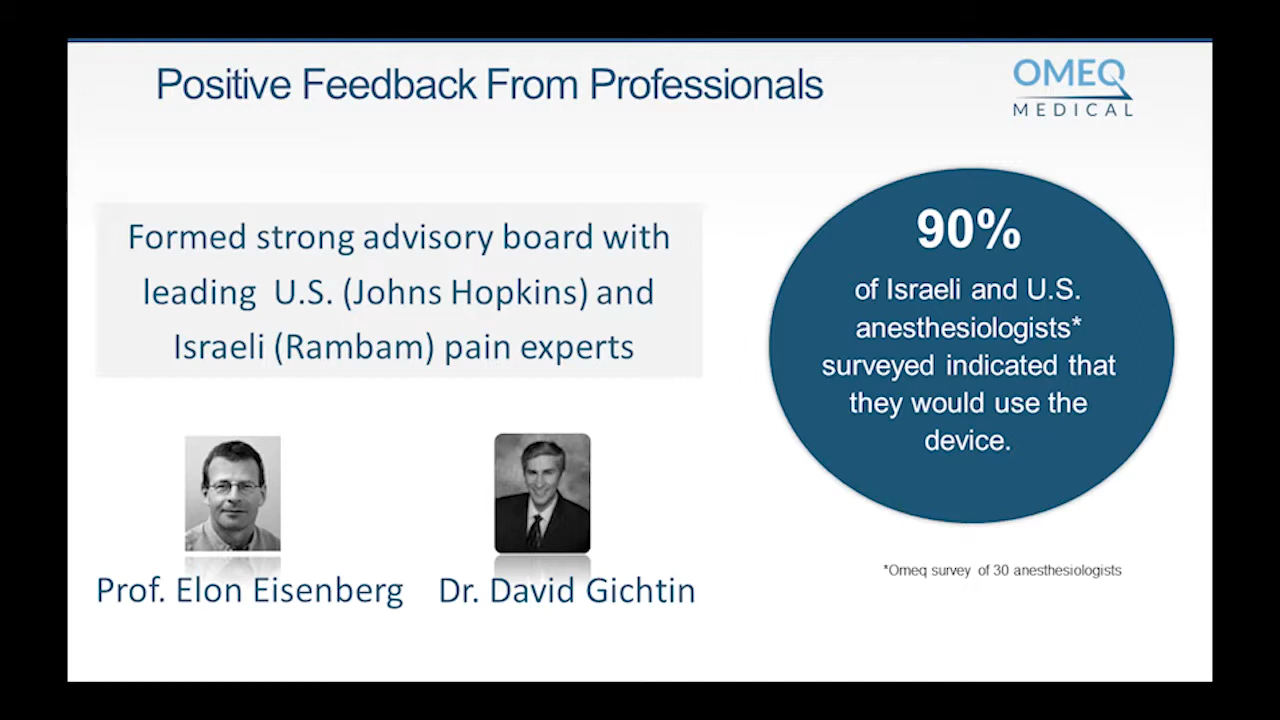 Positive Feedback From Professionals
OMEQ
MEDICAL
Formed strong advisory board with
leading U.S. (Johns Hopkins) and
Israeli (Rambam) pain experts
90%
of Israeli and U.S.
anesthesiologists*
surveyed indicated that
they would use the
device.
Prof. Elon Eisenberg
Dr. David Gichtin
*Omeq survey of 30 anesthesiologists